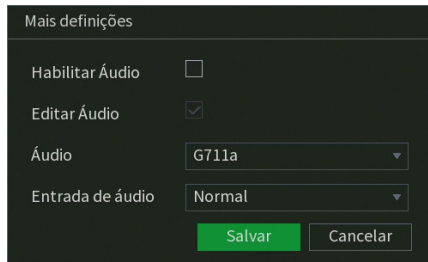 Mais definições
Habilitar Áudio
Editar Áudio
Áudio G711a
Entrada de áudio Normal
Salvar Cancelar